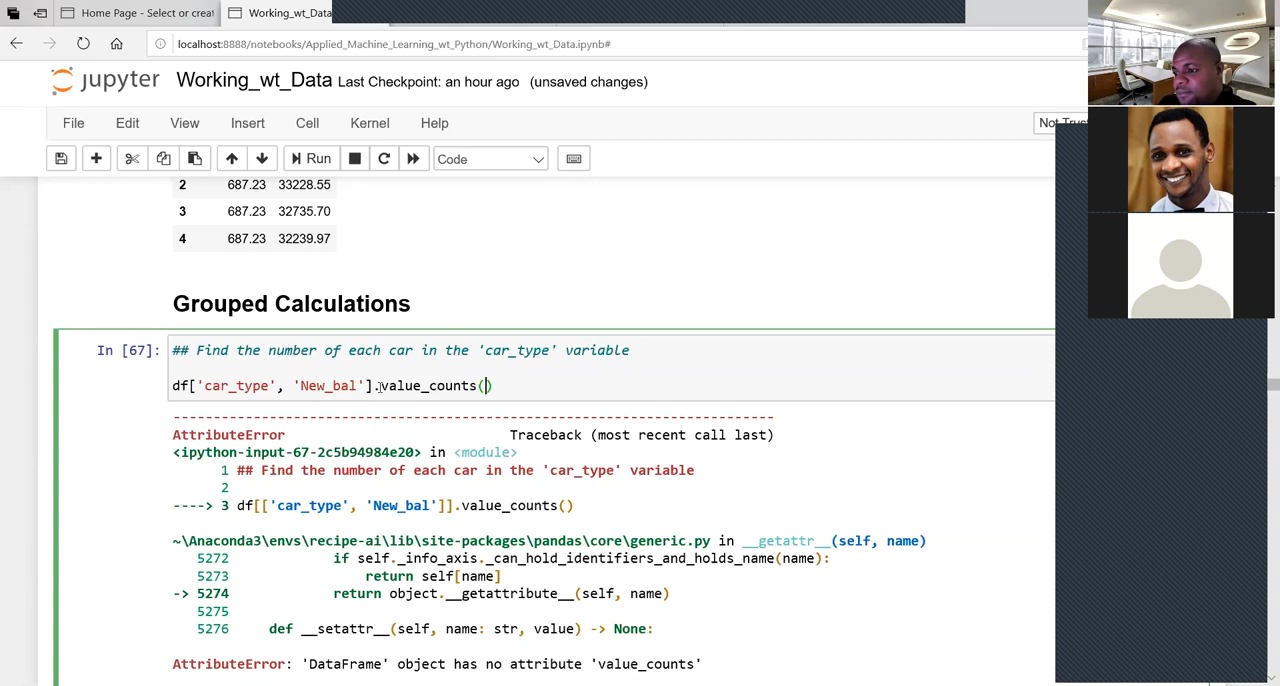 Home Page - Select or creat
Working_wt_Data
localhost:8888/notebooks/Applied_Machine_Learning_wt_Python/Working_wt_Data.ipynb#
jupyter Working_wt_Data Last Checkpoint: an hour ago (unsaved changes)
File Edit View Insert Cell Kernel Help
Not Trus
Run Code
2 687.23 33228.55
3 687.23 32735.70
4 687.23 32239.97
Grouped Calculations
In [67]: ## Find the number of each car in the 'car_type' variable
df['car_type', 'New_bal'].value_counts()
---------------------------------------------------------------------------
AttributeError Traceback (most recent call last)
<ipython-input-67-2c5b94984e20> in <module>
1 ## Find the number of each car in the 'car_type' variable
2
----> 3 df[['car_type', 'New_bal']].value_counts()
~\Anaconda3\envs\recipe-ai\lib\site-packages\pandas\core\generic.py in __getattr__(self, name)
5272 if self._info_axis._can_hold_identifiers_and_holds_name(name):
5273 return self[name]
-> 5274 return object.__getattribute__(self, name)
5275
5276 def __setattr__(self, name: str, value) -> None:
AttributeError: 'DataFrame' object has no attribute 'value_counts'